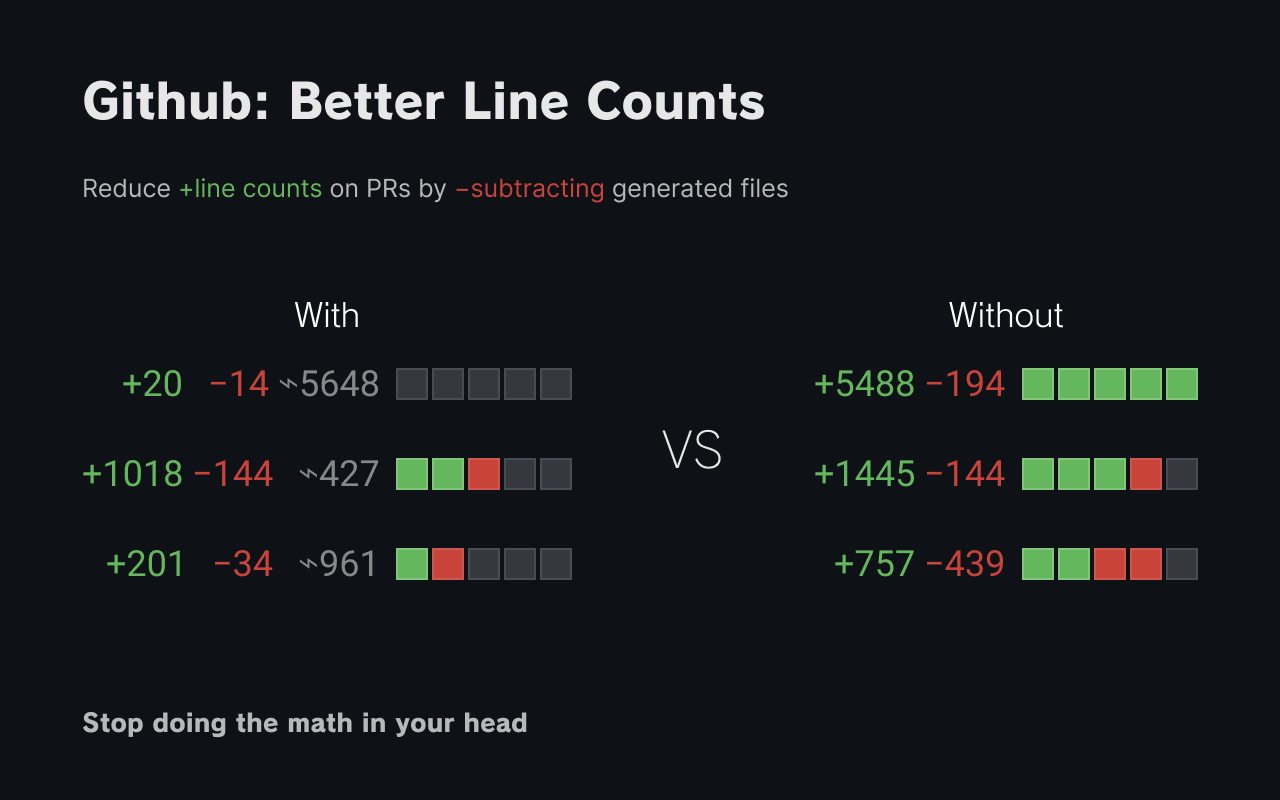 Github: Better Line Counts
Reduce +line counts on PRs by −subtracting generated files
With
Without
+20 −14 ⌁5648
+5488 −194
VS
+1018 −144 ⌁427
+1445 −144
+201 −34 ⌁961
+757 −439
Stop doing the math in your head